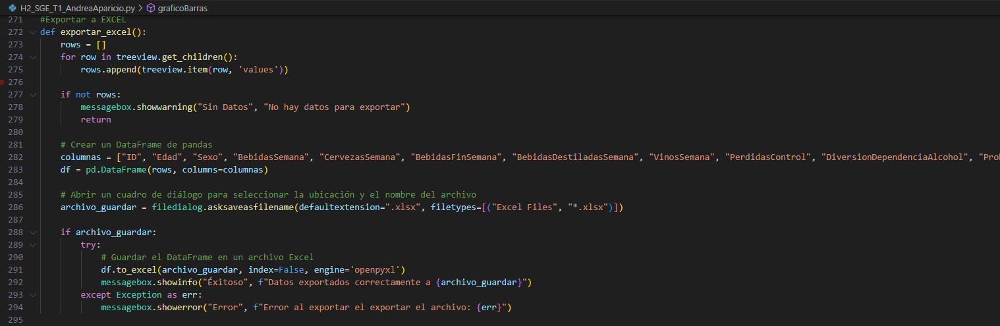 H2_SGE_T1_AndreaAparicio.py > graficoBarras
271 #Exportar a EXCEL
272 def exportar_excel():
273 rows = []
274 for row in treeview.get_children():
275 rows.append(treeview.item(row, 'values'))
276
277 if not rows:
278 messagebox.showwarning("Sin Datos", "No hay datos para exportar")
279 return
280
281 # Crear un DataFrame de pandas
282 columnas = ["ID", "Edad", "Sexo", "BebidasSemana", "CervezasSemana", "BebidasFinSemana", "BebidasDestiladasSemana", "VinosSemana", "PerdidasControl", "DiversionDependenciaAlcohol",
283 df = pd.DataFrame(rows, columns=columnas)
284
285 # Abrir un cuadro de diálogo para seleccionar la ubicación y el nombre del archivo
286 archivo_guardar = filedialog.asksaveasfilename(defaultextension=".xlsx", filetypes=[("Excel Files", "*.xlsx")])
287
288 if archivo_guardar:
289 try:
290 # Guardar el DataFrame en un archivo Excel
291 df.to_excel(archivo_guardar, index=False, engine='openpyxl')
292 messagebox.showinfo("Éxitoso", f"Datos exportados correctamente a {archivo_guardar}")
293 except Exception as err:
294 messagebox.showerror("Error", f"Error al exportar el exportar el archivo: {err}")
295